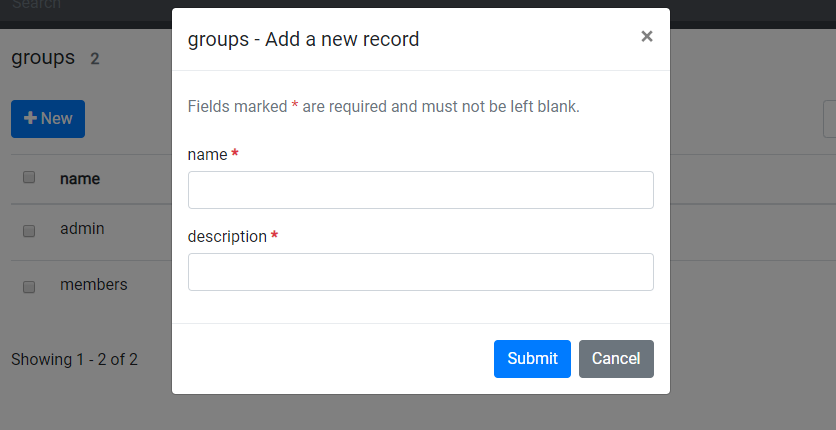 Search
groups 2
New
name
admin
members
Showing 1 - 2 of 2
groups - Add a new record ×
Fields marked * are required and must not be left blank.
name *
description *
Submit Cancel